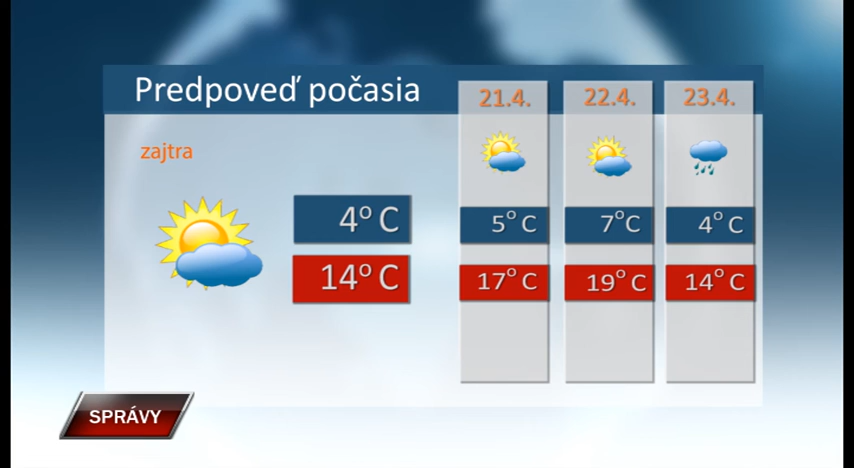 Predpoveď počasia
zajtra
4° C
14° C
21.4. 22.4. 23.4.
5° C 7°C 4° C
17° C 19° C 14° C
SPRÁVY